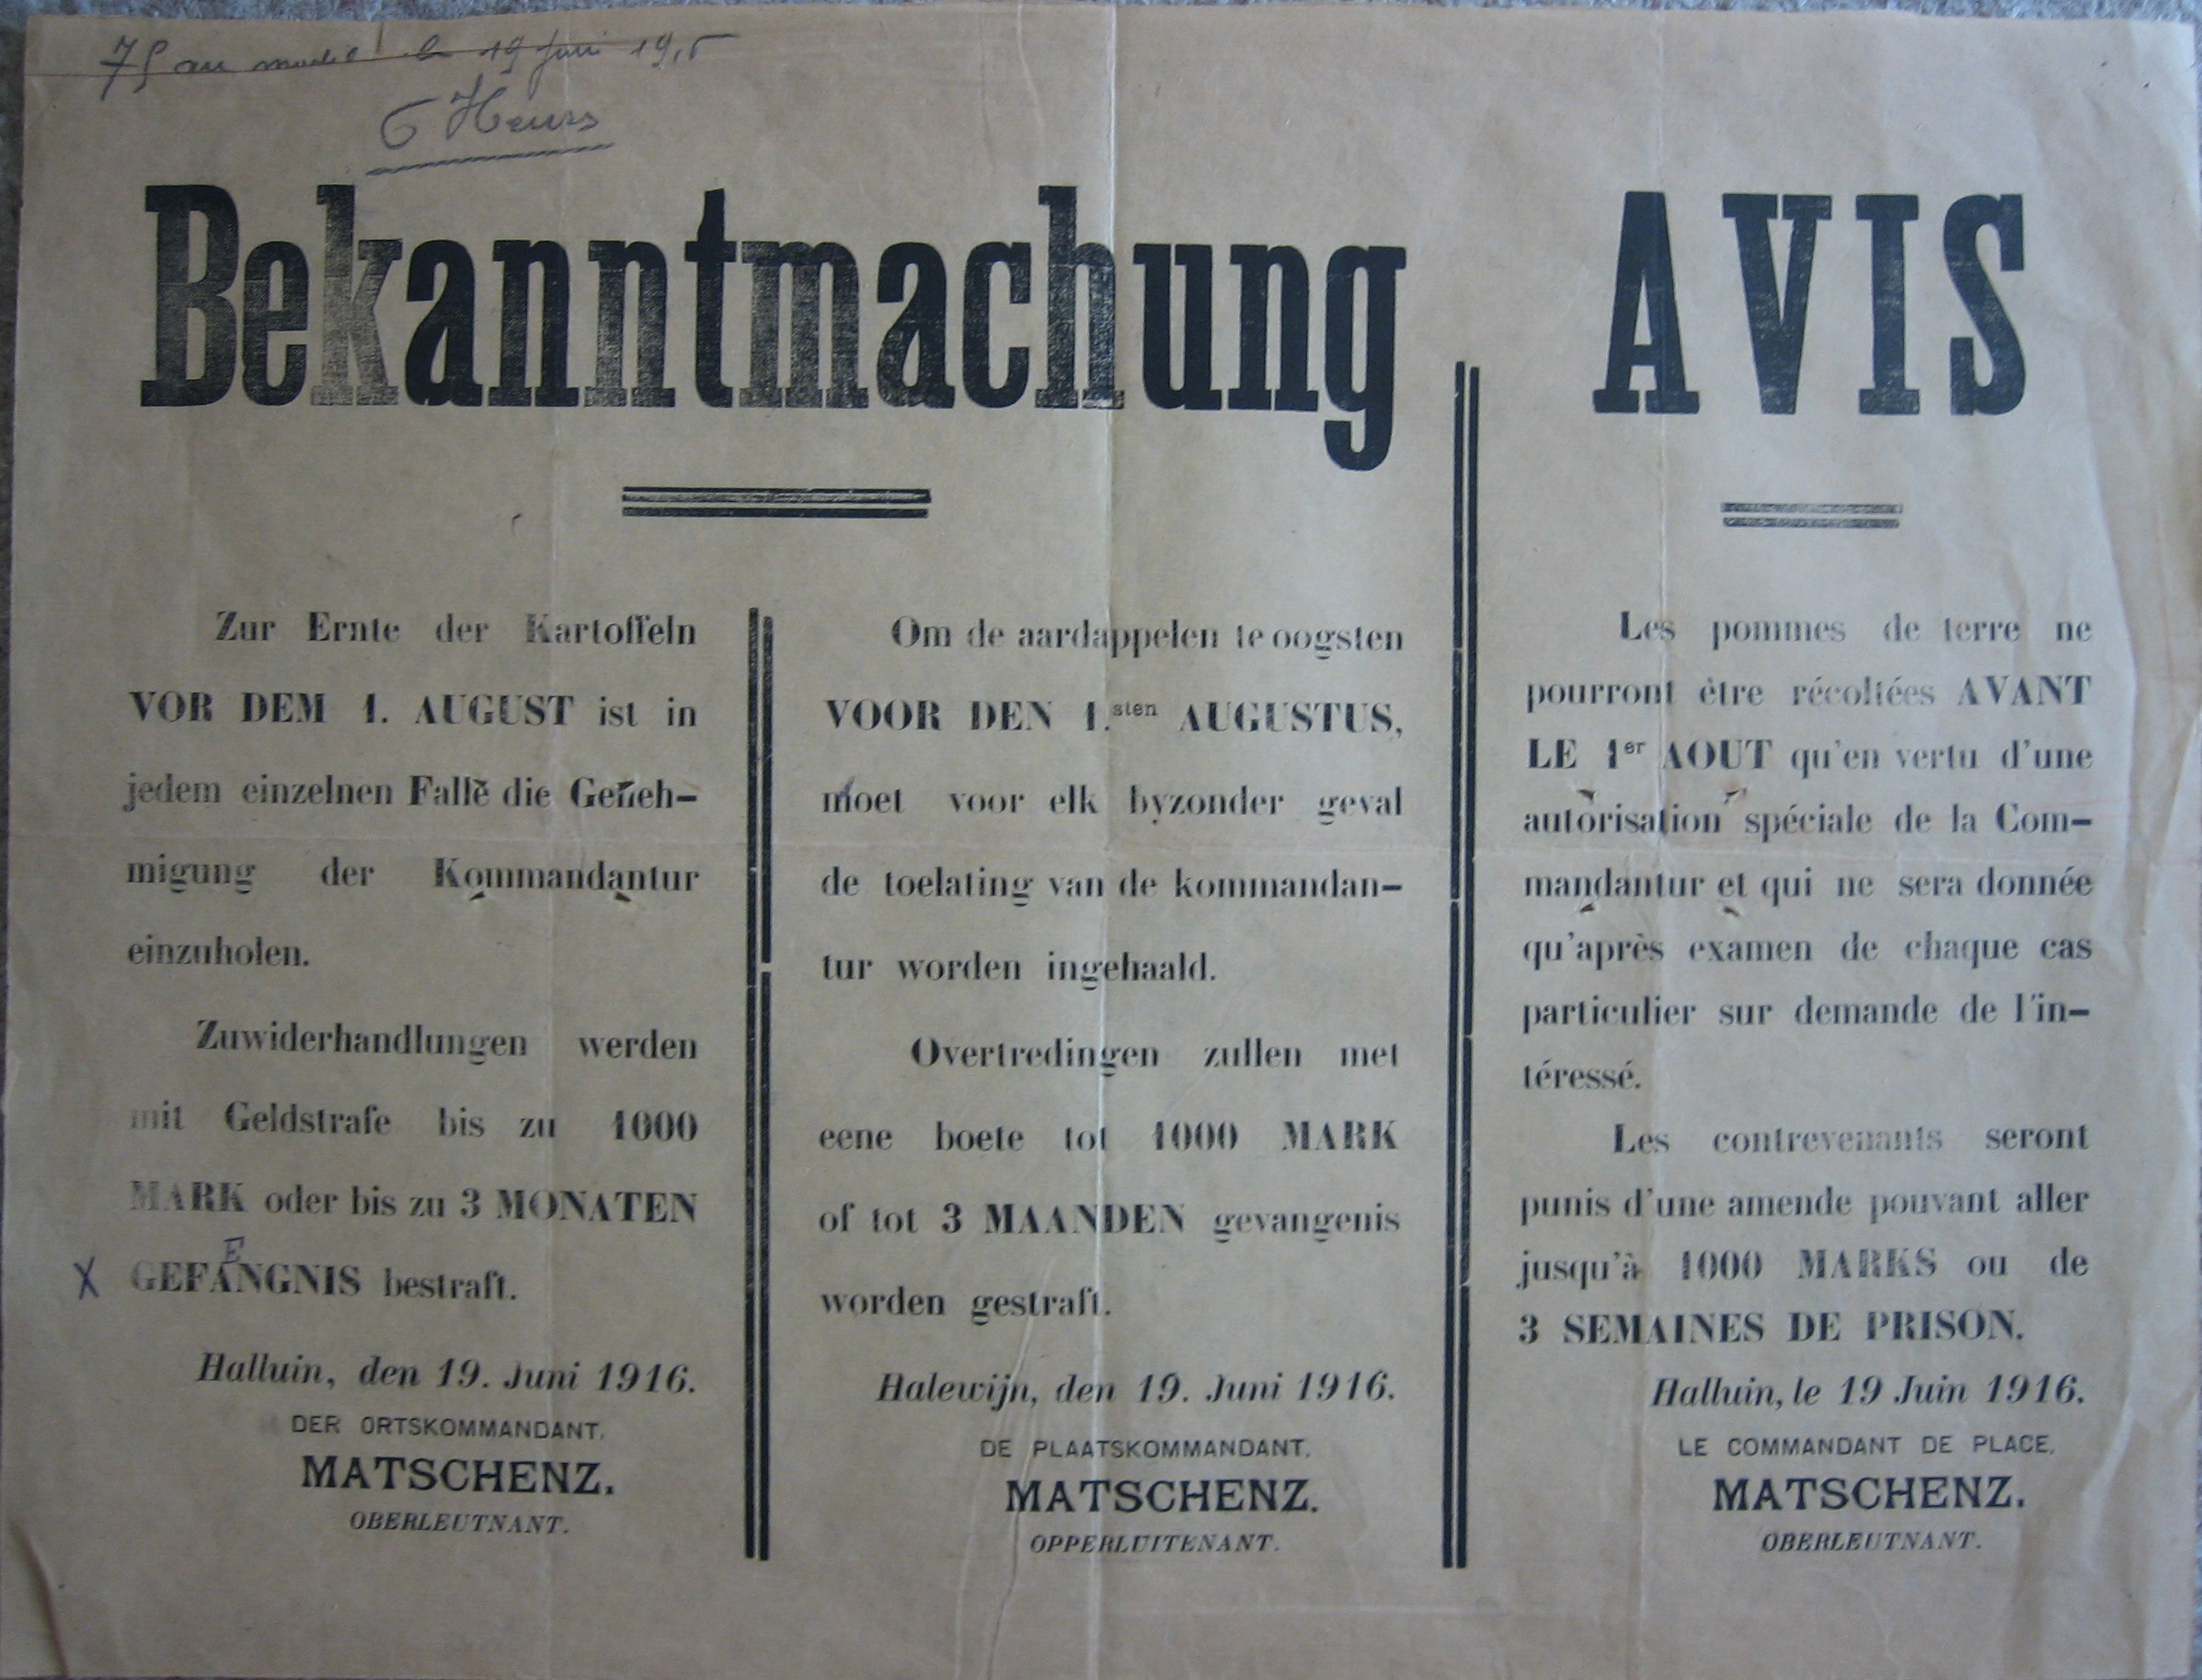 75 au le 19 Juni 19
6 Heurs
Bekanntmachung
Zur Ernte der Kartoffeln
VOR DEM 1. AUGUST ist in
jedem einzelnen Falle die Geneh-
migung der Kommandantur
einzuholen.
Zuwiderhandlungen werden
mit Geldstrafe bis zu 1000
MARK oder bis zu 3 MONATEN
E
X GEFANGNIS bestraft.
Halluin, den 19. Juni 1916.
DER ORTSKOMMANDANT,
MATSCHENZ.
OBERLEUTNANT.
Om de aardappelen te oogsten
VOOR DEN 1.sten AUGUSTUS,
moet voor elk byzonder geval
de toelating van de kommandan-
tur worden ingehaald.
Overtredingen zullen met
eene boete tot 1000 MARK
of tot 3 MAANDEN gevangenis
worden gestraft.
Halewijn, den 19. Juni 1916.
DE PLAATSKOMMANDANT.
MATSCHENZ.
OPPERLUITENANT.
AVIS
Les pommes de terre ne
pourront être récoltées AVANT
LE 1er AOUT qu'en vertu d'une
autorisation spéciale de la Com-
mandantur et qui ne sera donnée
qu'après examen de chaque cas
particulier sur demande de l'in-
téressé.
Les contrevenants seront
punis d'une amende pouvant aller
jusqu'à 1000 MARKS ou de
3 SEMAINES DE PRISON.
Halluin, le 19 Juin 1916.
LE COMMANDANT DE PLACE,
MATSCHENZ.
OBERLEUTNANT.